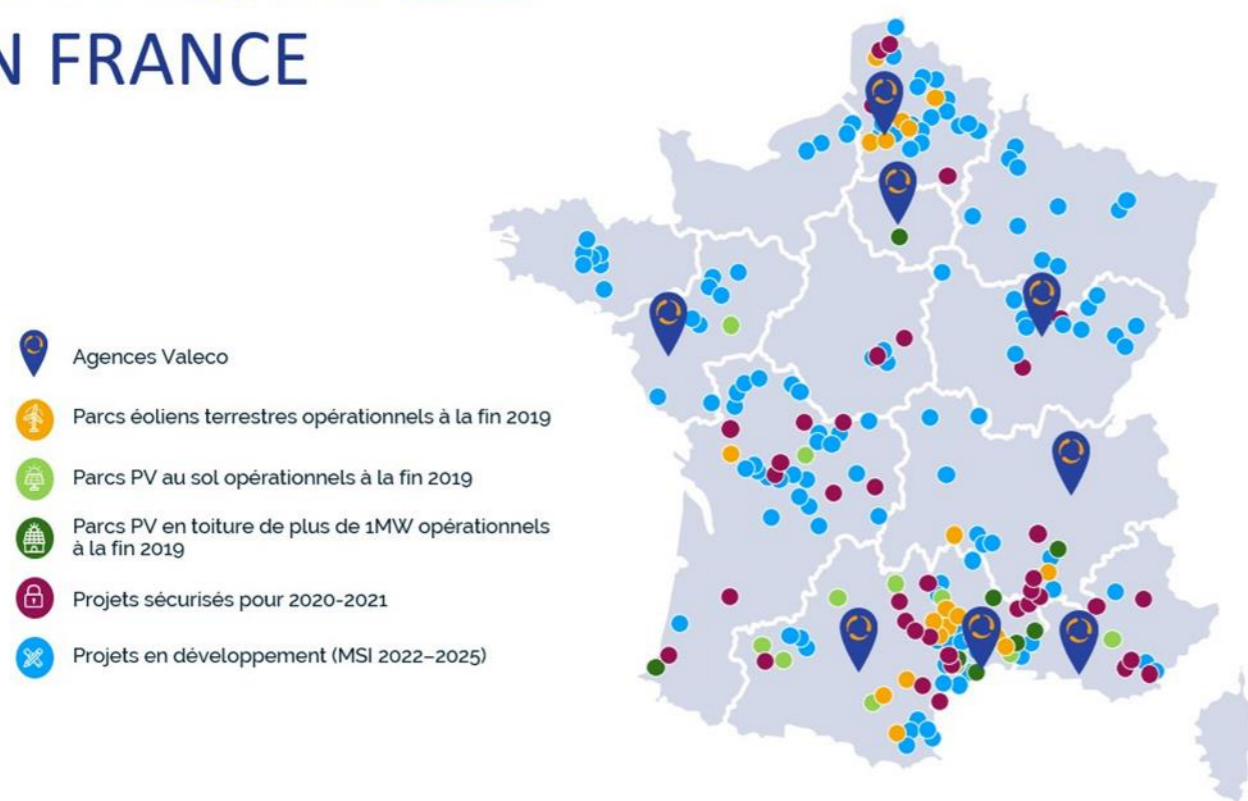 N FRANCE
Agences Valeco
Parcs éoliens terrestres opérationnels à la fin 2019
Parcs PV au sol opérationnels à la fin 2019
Parcs PV en toiture de plus de 1MW opérationnels
à la fin 2019
Projets sécurisés pour 2020-2021
Projets en développement (MSI 2022–2025)